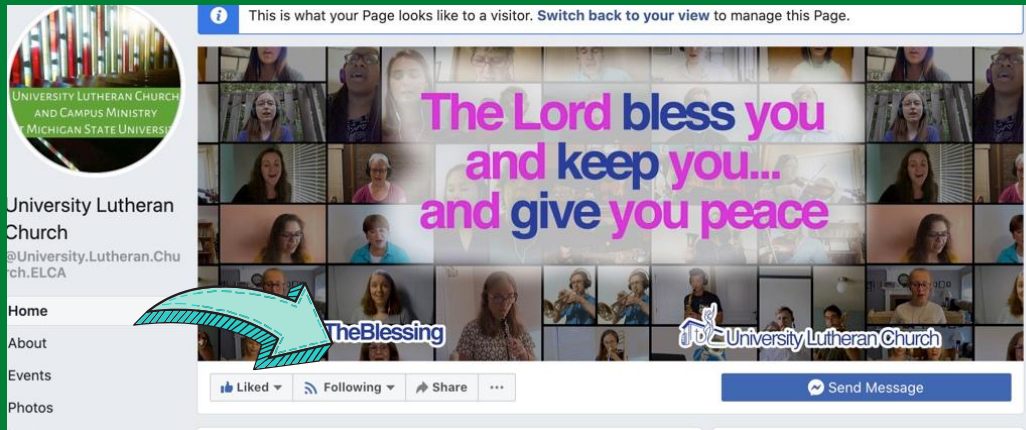 This is what your Page looks like to a visitor. Switch back to your view to manage this Page.
UNIVERSITY LUTHERAN CHURCH
AND CAMPUS MINISTRY
MICHIGAN STATE
The Lord bless you
and keep you...
and give you peace
University Lutheran
Church
@University.Lutheran.Chu
rch.ELCA
Home
About
Events
Photos
TheBlessing
University Lutheran Church
Liked
Following
Share
Send Message